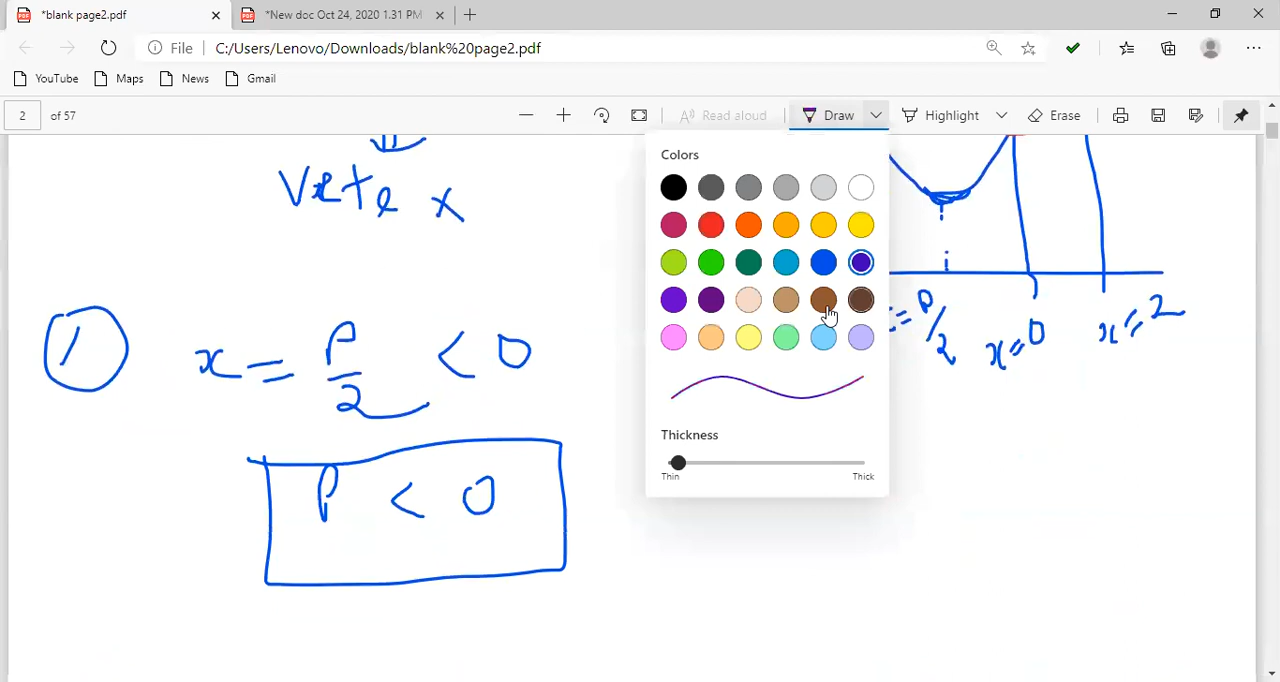 *blank page2.pdf
*New doc Oct 24, 2020 1.31 PM
File C:/Users/Lenovo/Downloads/blank%20page2.pdf
YouTube Maps News Gmail
2 of 57 Read aloud Draw Highlight Erase
Colors
Thickness
Thin Thick
x
1 x = P/2 < 0
P < 0
= P/2 x = 0 x = 2